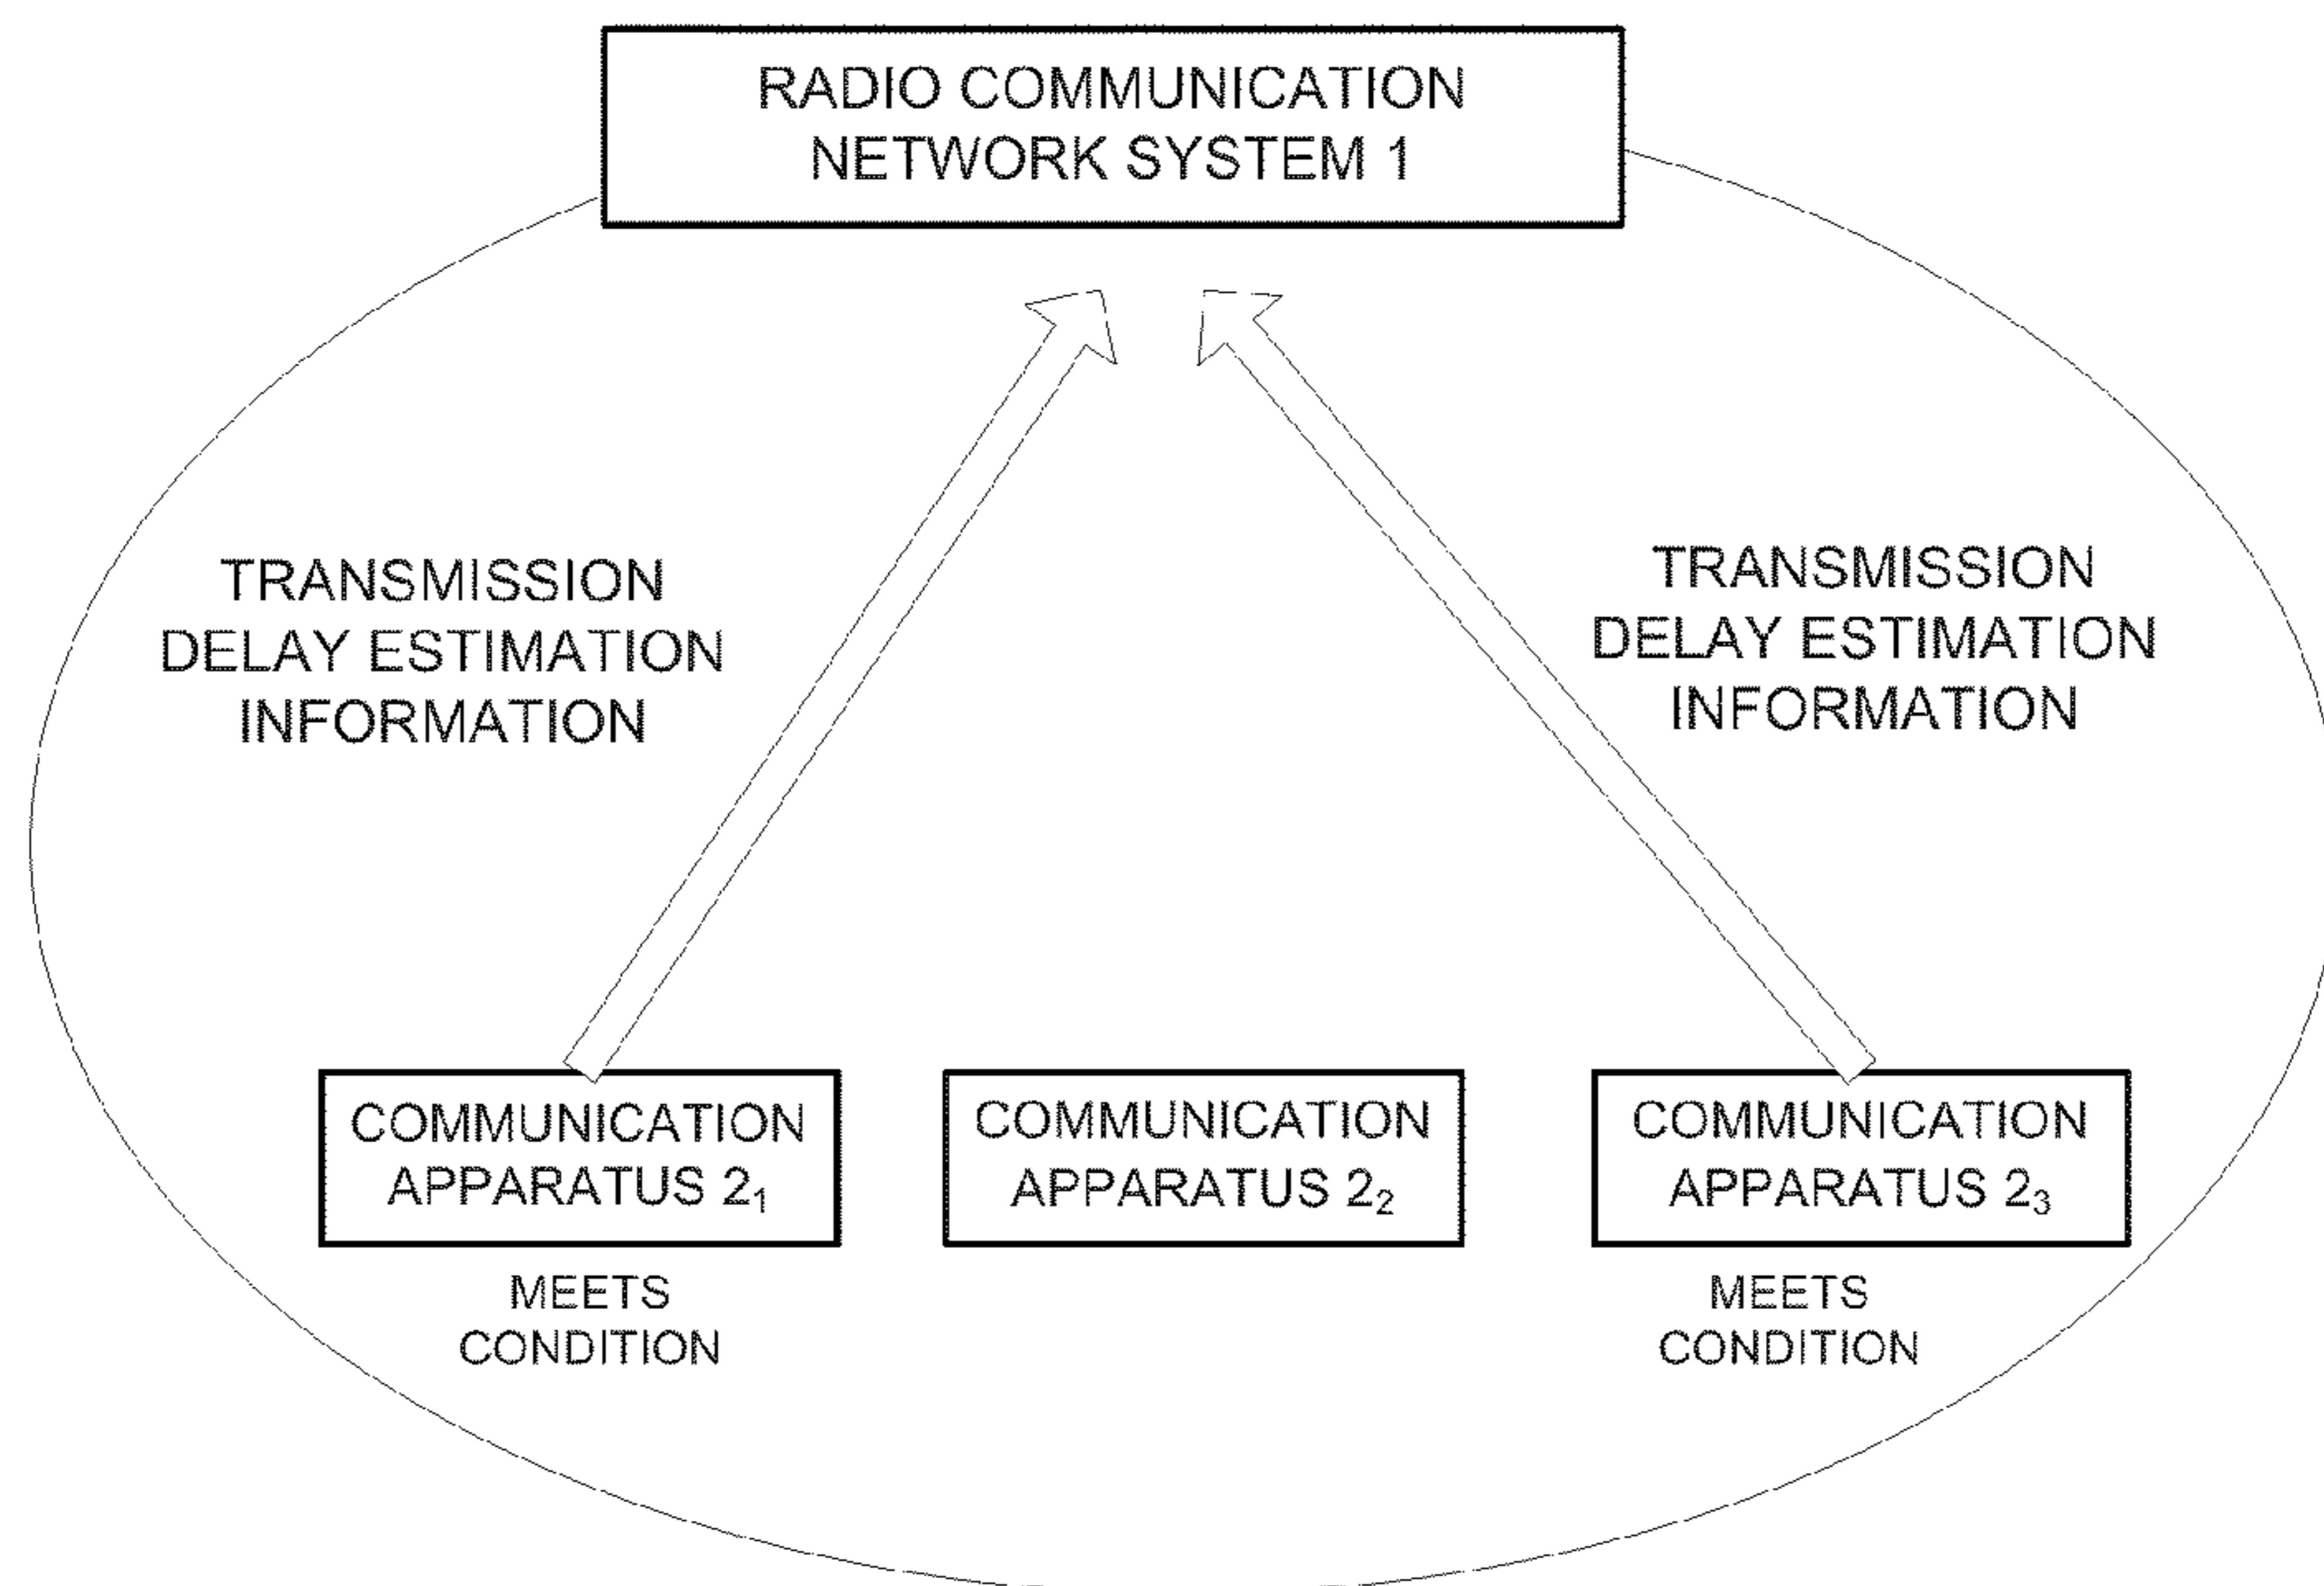 RADIO COMMUNICATION
NETWORK SYSTEM 1
TRANSMISSION
DELAY ESTIMATION
INFORMATION
TRANSMISSION
DELAY ESTIMATION
INFORMATION
COMMUNICATION
APPARATUS 2₁
COMMUNICATION
APPARATUS 2₂
COMMUNICATION
APPARATUS 2₃
MEETS
CONDITION
MEETS
CONDITION